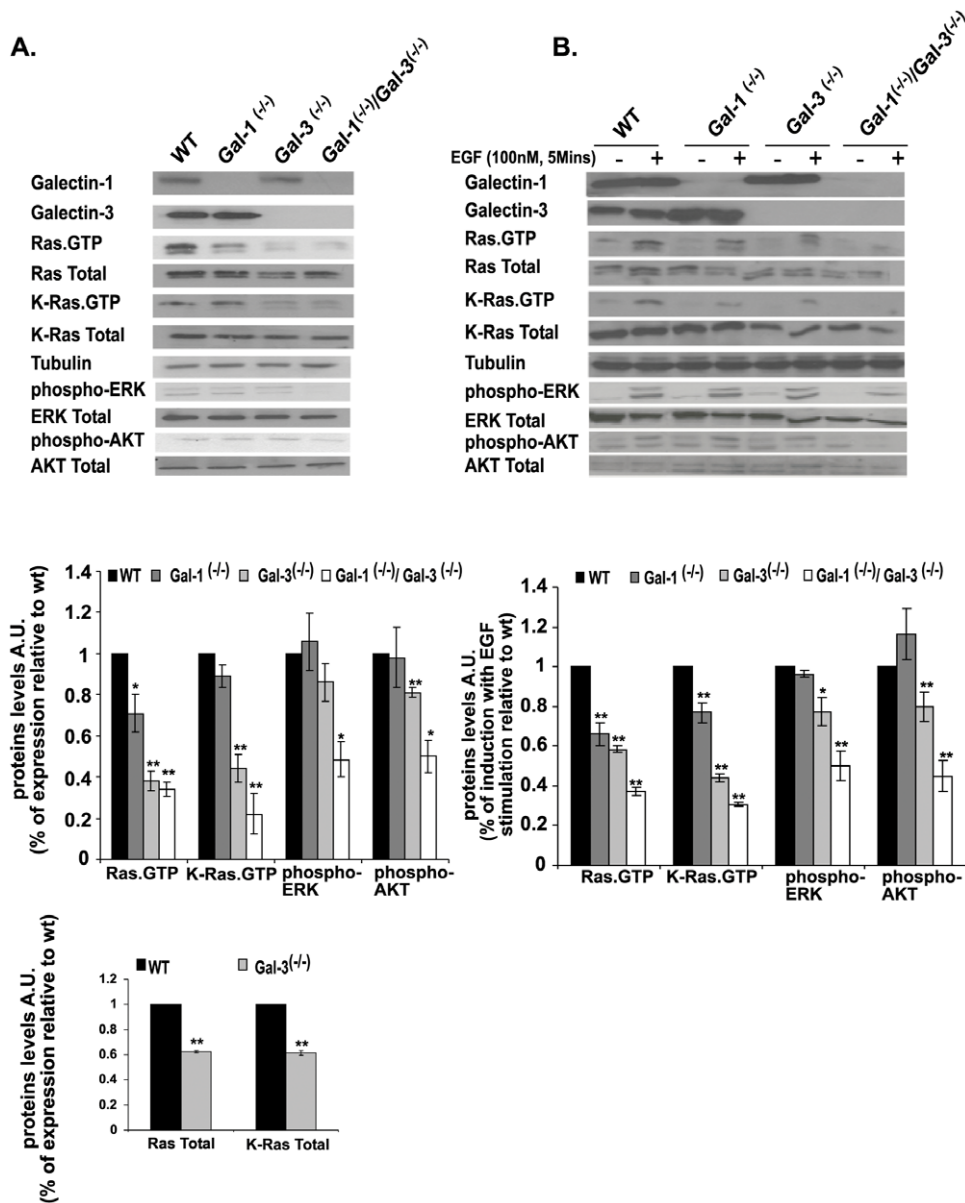 A.
WT Gal-1 (-/-) Gal-3 (-/-) Gal-1(-/-)/Gal-3(-/-)
Galectin-1
Galectin-3
Ras.GTP
Ras Total
K-Ras.GTP
K-Ras Total
Tubulin
phospho-ERK
ERK Total
phospho-AKT
AKT Total
B.
WT Gal-1 (-/-) Gal-3 (-/-) Gal-1(-/-)/Gal-3(-/-)
EGF (100nM, 5Mins) - + - + - + - +
Galectin-1
Galectin-3
Ras.GTP
Ras Total
K-Ras.GTP
K-Ras Total
Tubulin
phospho-ERK
ERK Total
phospho-AKT
AKT Total
proteins levels A.U.
(% of expression relative to wt)
WT Gal-1 (-/-) Gal-3 (-/-) Gal-1 (-/-)/ Gal-3 (-/-)
1.4
1.2
1
0.8
0.6
0.4
0.2
0
* ** ** ** ** * ** *
Ras.GTP K-Ras.GTP phospho-ERK phospho-AKT
proteins levels A.U.
(% of induction with EGF
stimulation relative to wt)
WT Gal-1 (-/-) Gal-3(-/-) Gal-1 (-/-)/ Gal-3 (-/-)
1.4
1.2
1
0.8
0.6
0.4
0.2
0
** ** ** ** ** ** * ** ** **
Ras.GTP K-Ras.GTP phospho-ERK phospho-AKT
proteins levels A.U.
(% of expression relative to wt)
WT Gal-3(-/-)
1.2
1
0.8
0.6
0.4
0.2
0
** **
Ras Total K-Ras Total